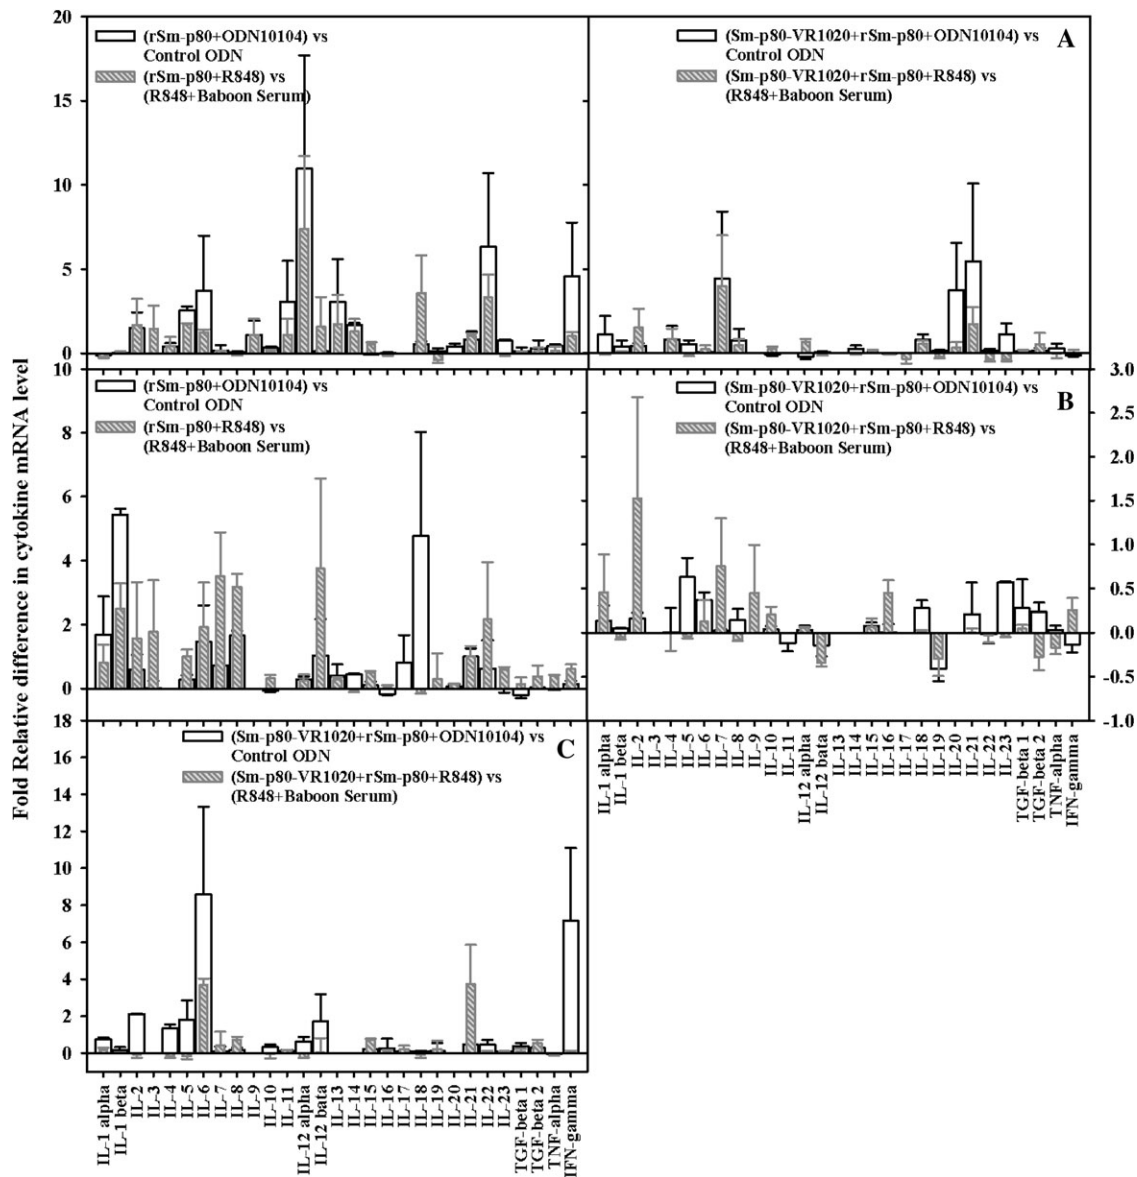 Fold Relative difference in cytokine mRNA level
20
15
10
5
0
(rSm-p80+ODN10104) vs
Control ODN
(rSm-p80+R848) vs
(R848+Baboon Serum)
(Sm-p80-VR1020+rSm-p80+ODN10104) vs
Control ODN
(Sm-p80-VR1020+rSm-p80+R848) vs
(R848+Baboon Serum)
A
10
8
6
4
2
0
(rSm-p80+ODN10104) vs
Control ODN
(rSm-p80+R848) vs
(R848+Baboon Serum)
(Sm-p80-VR1020+rSm-p80+ODN10104) vs
Control ODN
(Sm-p80-VR1020+rSm-p80+R848) vs
(R848+Baboon Serum)
B
3.0
2.5
2.0
1.5
1.0
0.5
0.0
-0.5
-1.0
IL-1 alpha
IL-1 beta
IL-2
IL-3
IL-4
IL-5
IL-6
IL-7
IL-8
IL-9
IL-10
IL-11
IL-12 alpha
IL-12 bata
IL-13
IL-14
IL-15
IL-16
IL-17
IL-18
IL-19
IL-20
IL-21
IL-22
IL-23
TGF-beta 1
TGF-beta 2
TNF-alpha
IFN-gamma
18
16
14
12
10
8
6
4
2
0
(Sm-p80-VR1020+rSm-p80+ODN10104) vs
Control ODN
(Sm-p80-VR1020+rSm-p80+R848) vs
(R848+Baboon Serum)
C
IL-1 alpha
IL-1 beta
IL-2
IL-3
IL-4
IL-5
IL-6
IL-7
IL-8
IL-9
IL-10
IL-11
IL-12 alpha
IL-12 bata
IL-13
IL-14
IL-15
IL-16
IL-17
IL-18
IL-19
IL-20
IL-21
IL-22
IL-23
TGF-beta 1
TGF-beta 2
TNF-alpha
IFN-gamma